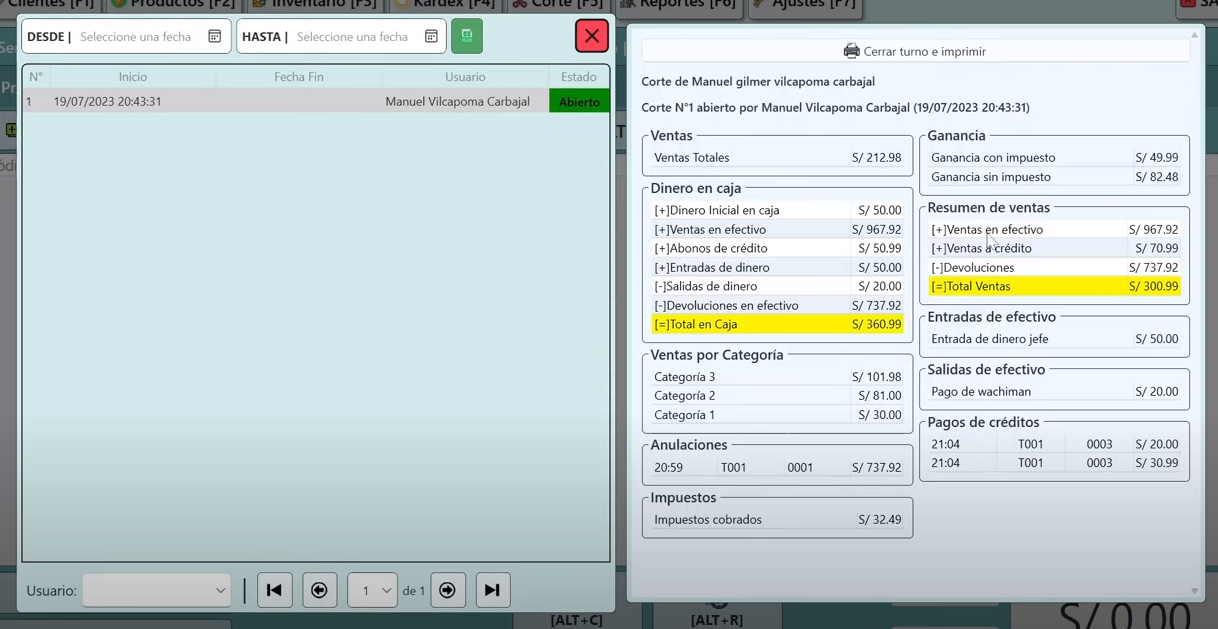 Clientes [F1]
Productos [F2]
Inventario [F3]
Kardex [F4]
Corte [F5]
Reportes [F6]
Ajustes [F7]
DESDE | Seleccione una fecha
HASTA | Seleccione una fecha
N° Inicio Fecha Fin Usuario Estado
1 19/07/2023 20:43:31 Manuel Vilcapoma Carbajal Abierto
Usuario: 1 de 1
Cerrar turno e imprimir
Corte de Manuel gilmer vilcapoma carbajal
Corte N°1 abierto por Manuel Vilcapoma Carbajal (19/07/2023 20:43:31)
Ventas
Ventas Totales S/ 212.98
Dinero en caja
[+]Dinero Inicial en caja S/ 50.00
[+]Ventas en efectivo S/ 967.92
[+]Abonos de crédito S/ 50.99
[+]Entradas de dinero S/ 50.00
[-]Salidas de dinero S/ 20.00
[-]Devoluciones en efectivo S/ 737.92
[=]Total en Caja S/ 360.99
Ventas por Categoría
Categoría 3 S/ 101.98
Categoría 2 S/ 81.00
Categoría 1 S/ 30.00
Anulaciones
20:59 T001 0001 S/ 737.92
Impuestos
Impuestos cobrados S/ 32.49
Ganancia
Ganancia con impuesto S/ 49.99
Ganancia sin impuesto S/ 82.48
Resumen de ventas
[+]Ventas en efectivo S/ 967.92
[+]Ventas a crédito S/ 70.99
[-]Devoluciones S/ 737.92
[=]Total Ventas S/ 300.99
Entradas de efectivo
Entrada de dinero jefe S/ 50.00
Salidas de efectivo
Pago de wachiman S/ 20.00
Pagos de créditos
21:04 T001 0003 S/ 20.00
21:04 T001 0003 S/ 30.99
[ALT+C]
[ALT+R]
S/ 0.00